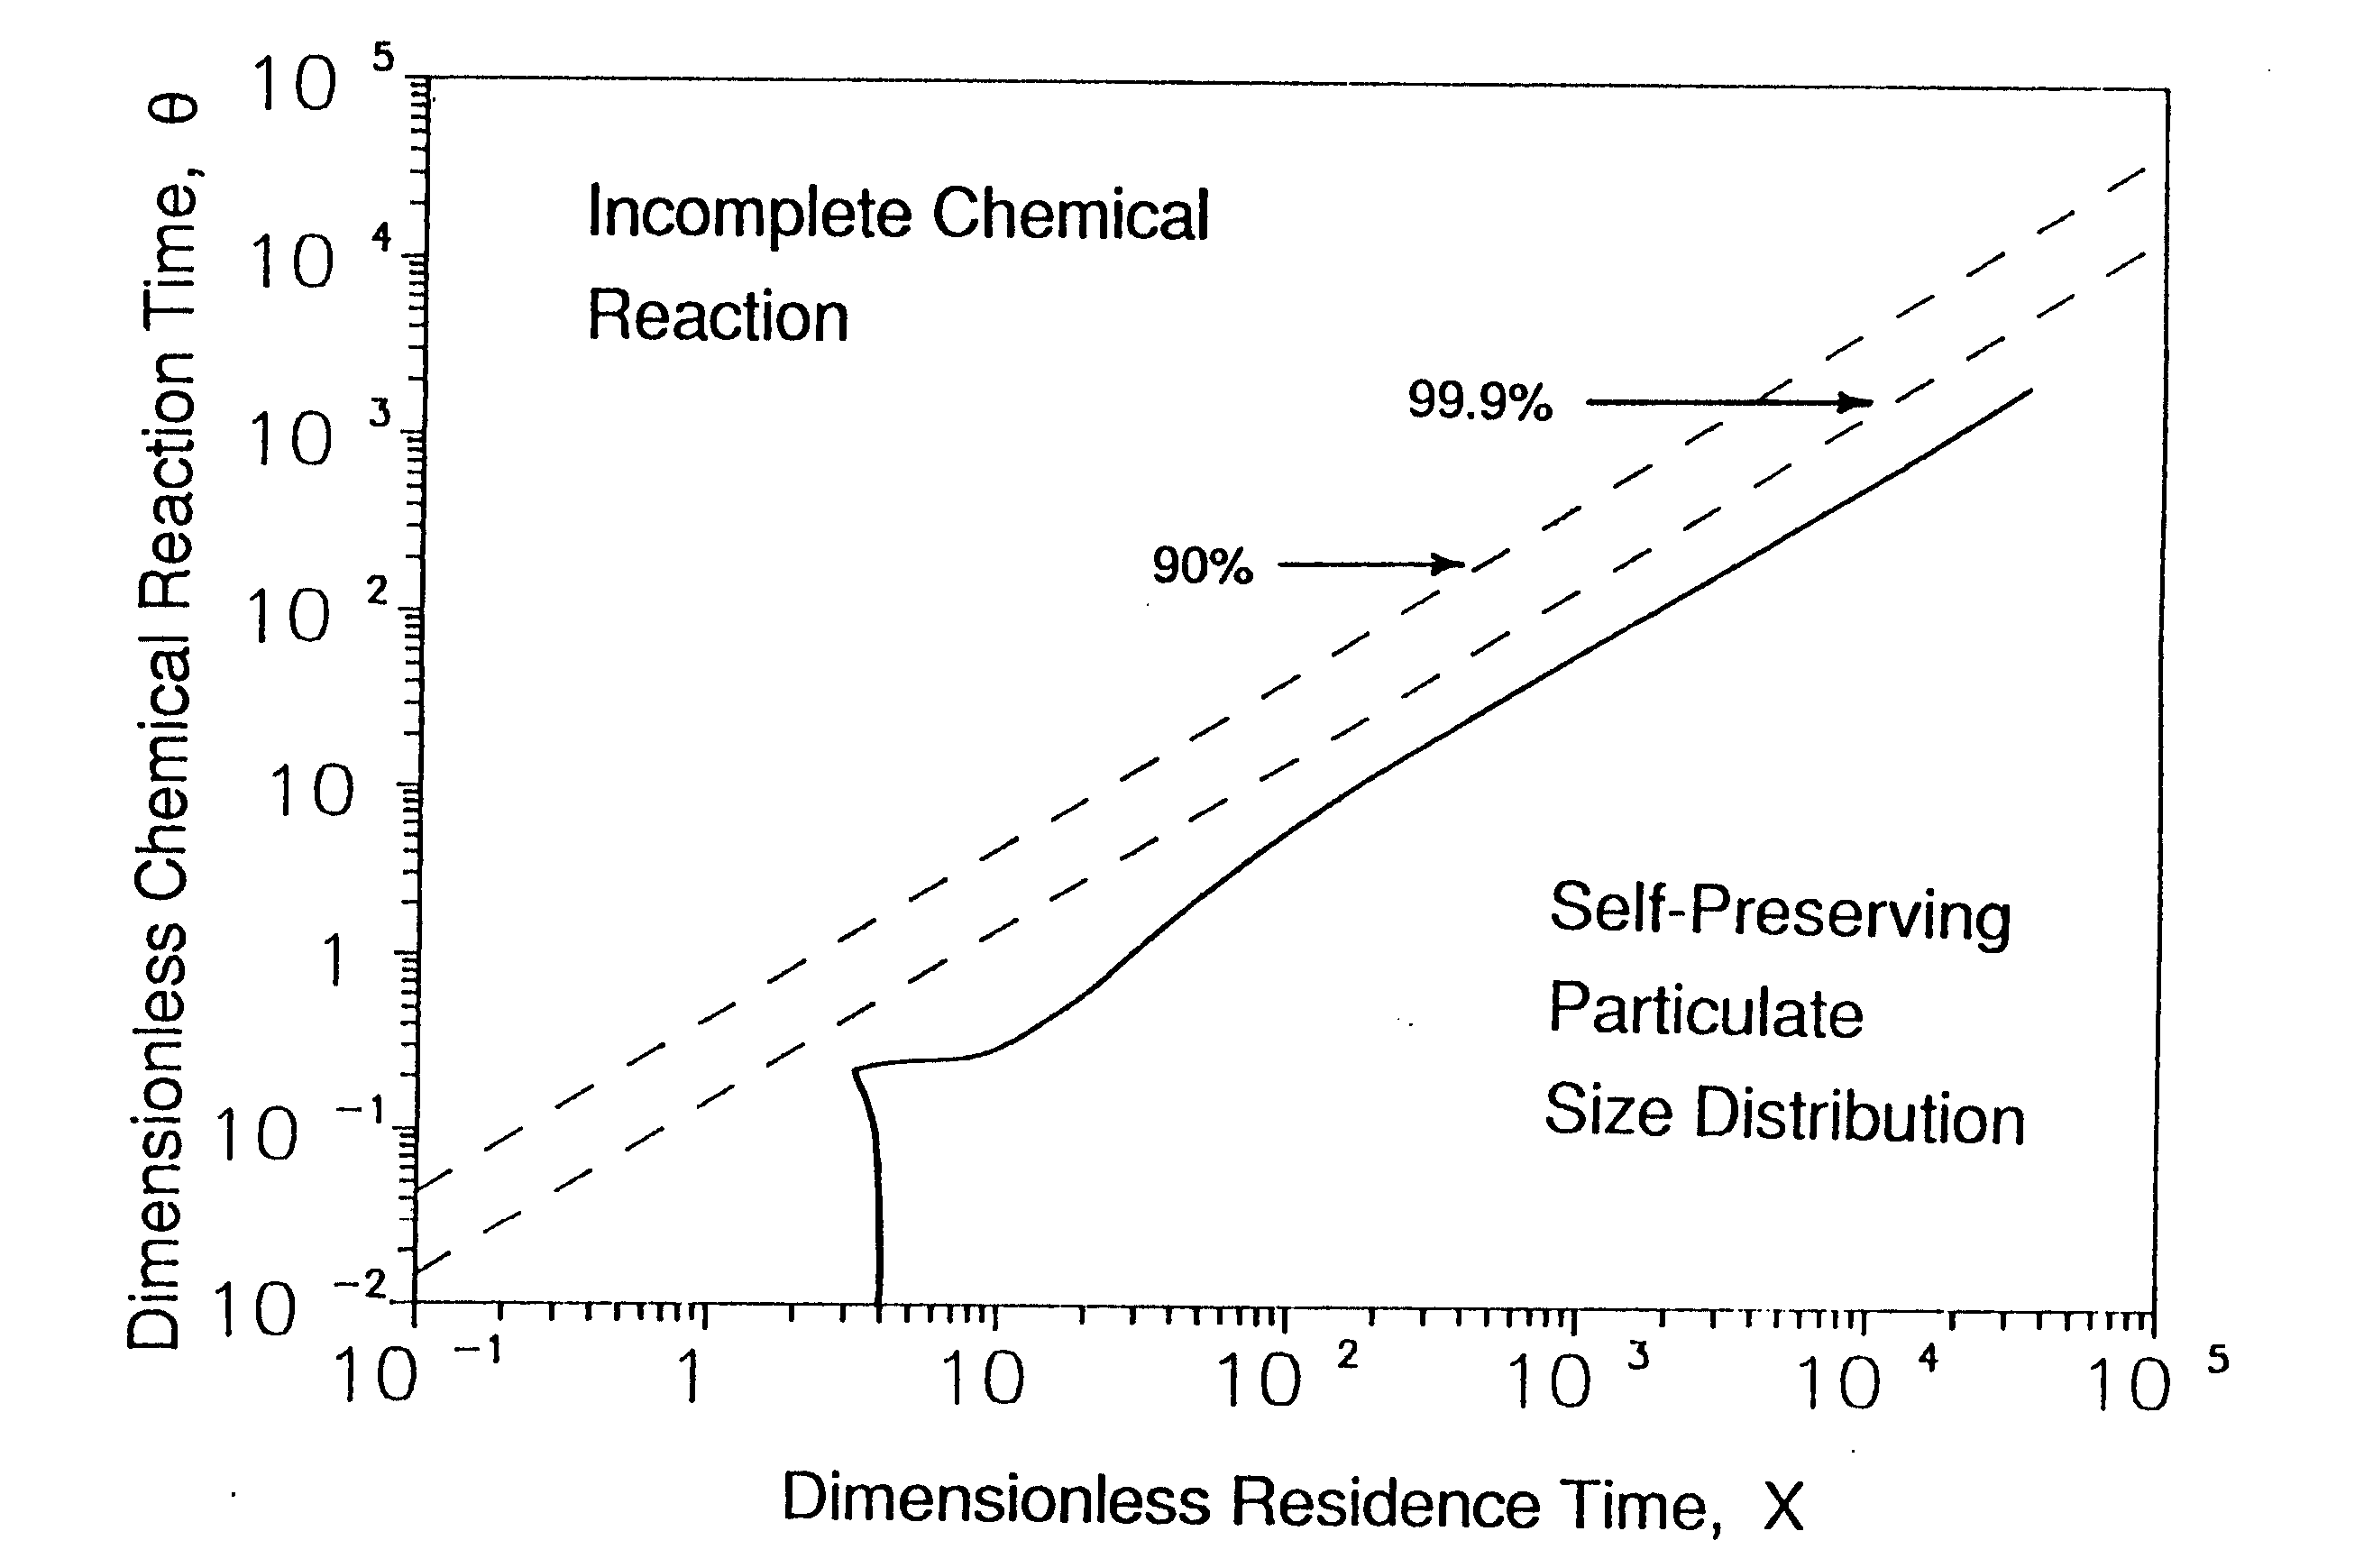 Dimensionless Chemical Reaction Time, θ
10 5
10 4
10 3
10 2
10
1
10 −1
10 −2
Incomplete Chemical
Reaction
99.9%
90%
Self-Preserving
Particulate
Size Distribution
10 −1 1 10 10 2 10 3 10 4 10 5
Dimensionless Residence Time, X